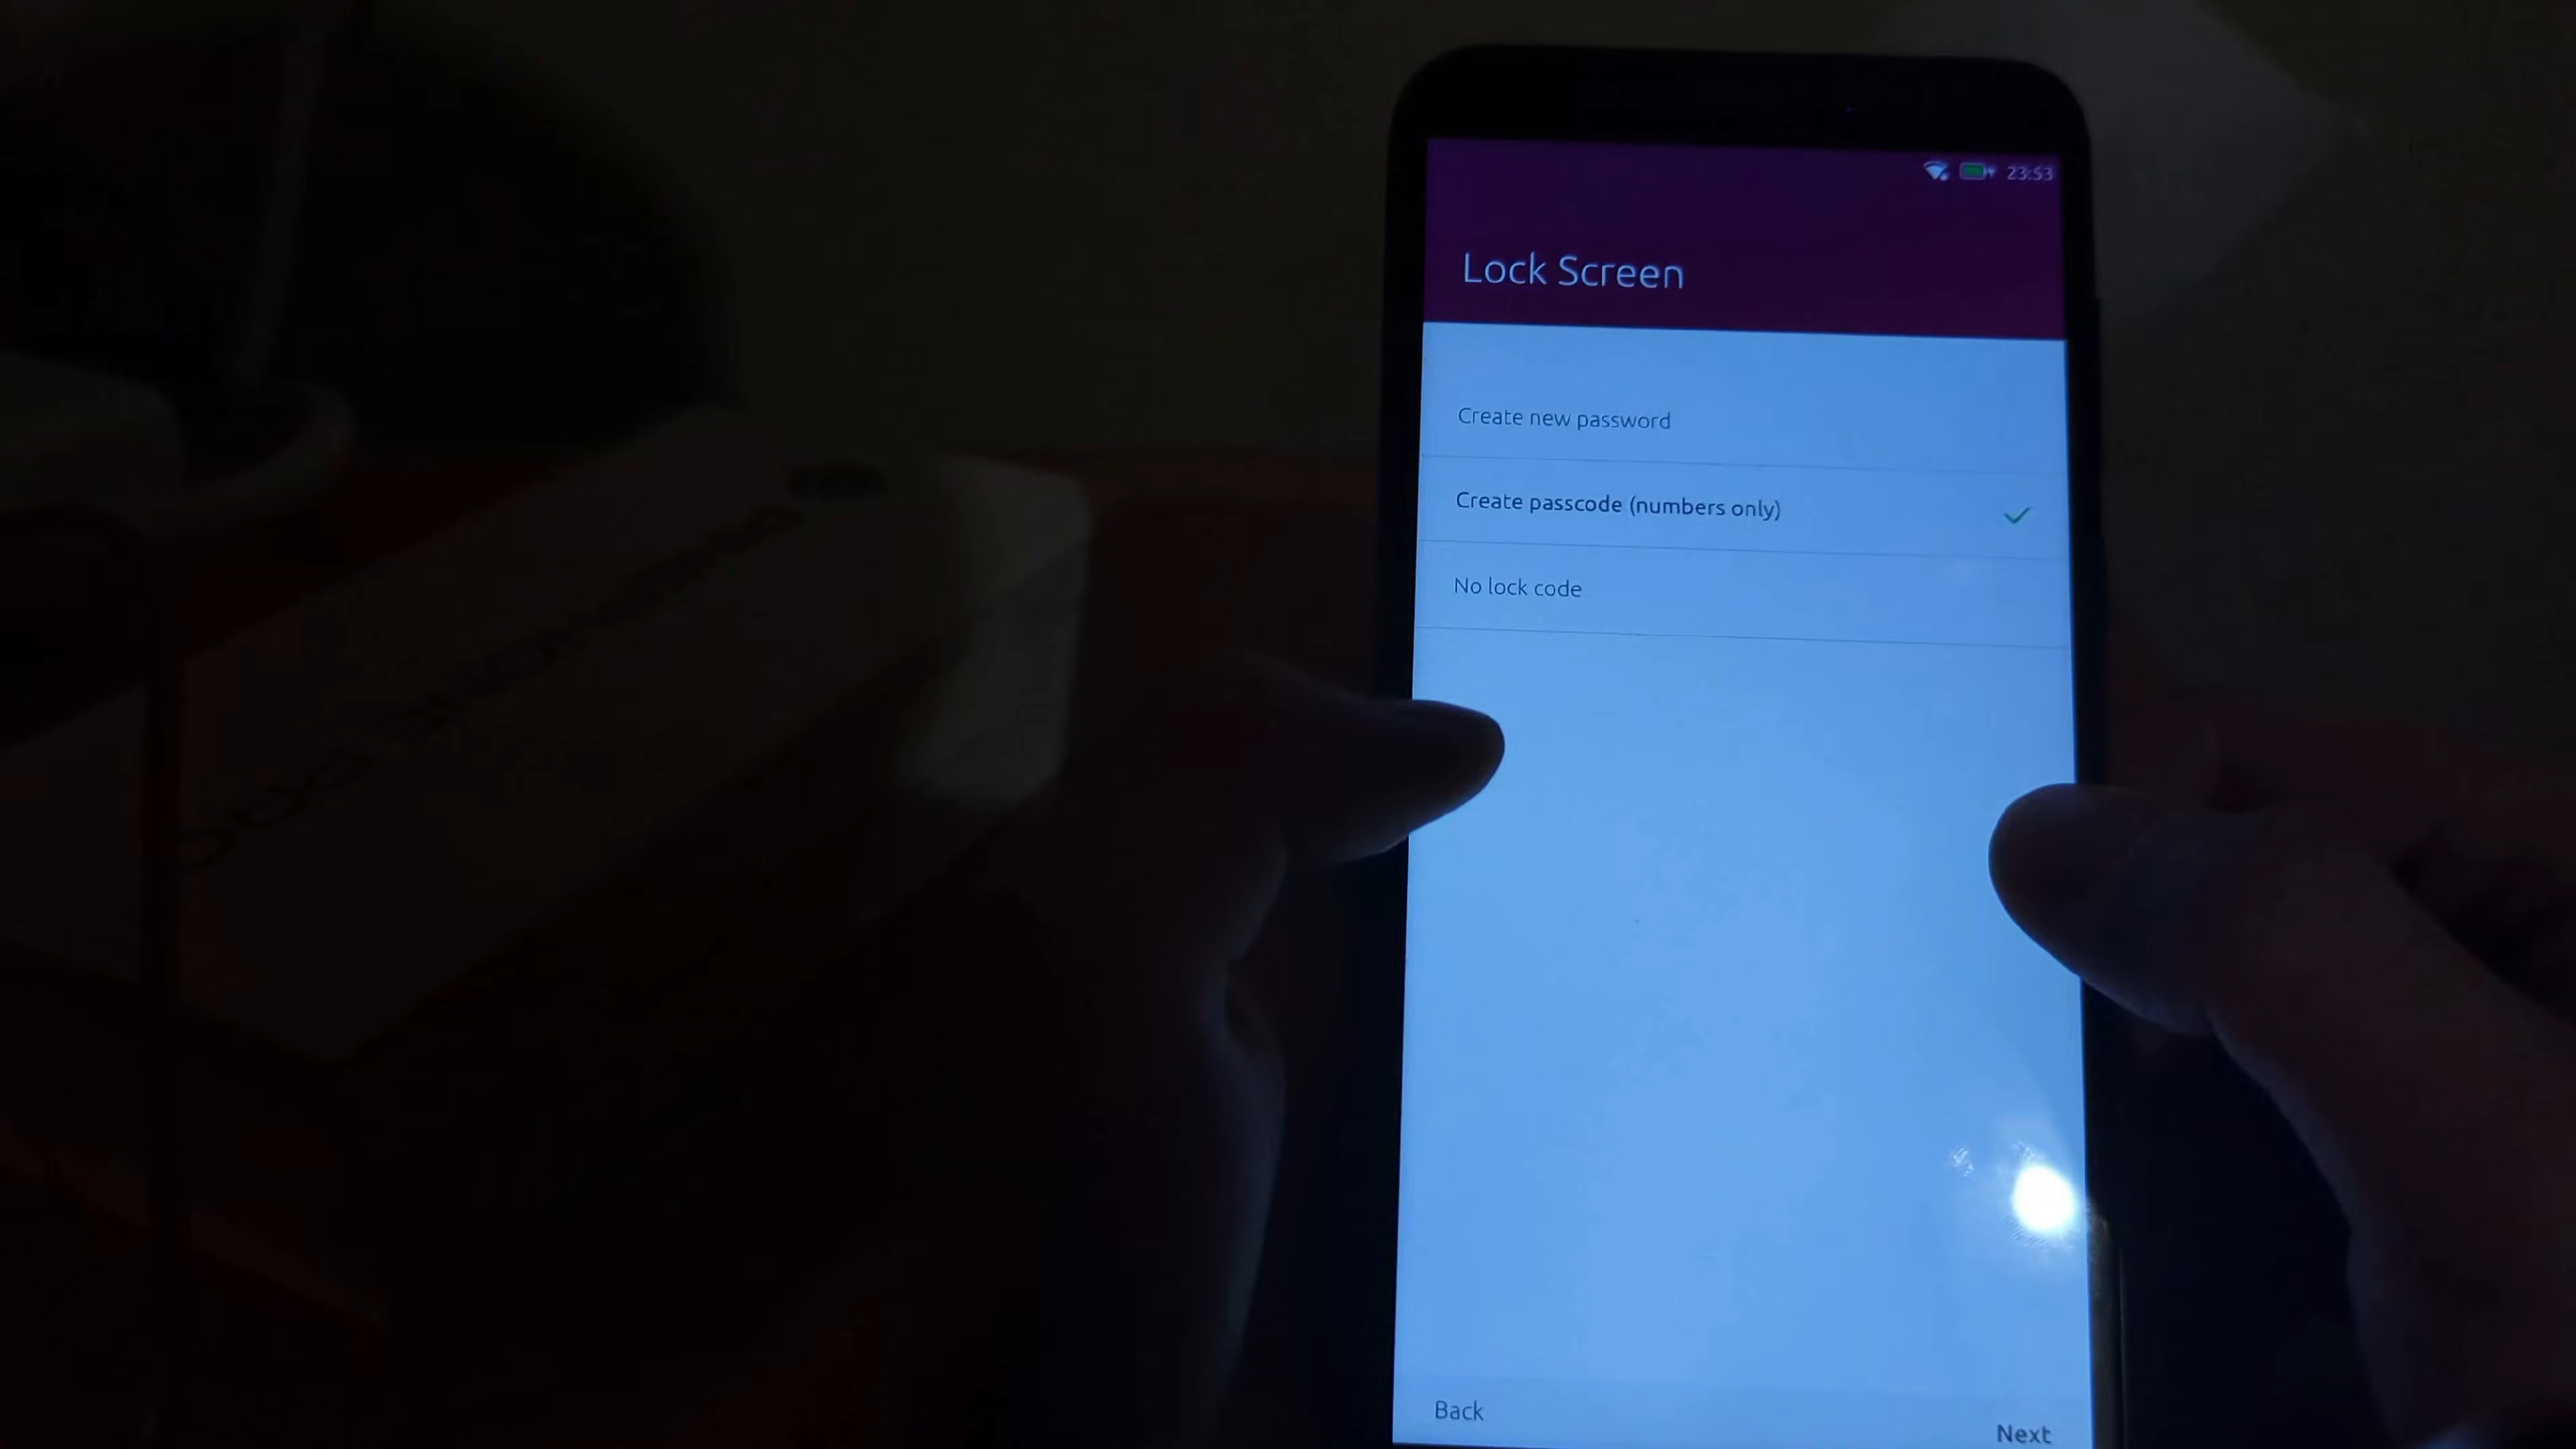 23:53
Lock Screen
Create new password
Create passcode (numbers only)
No lock code
Back
Next